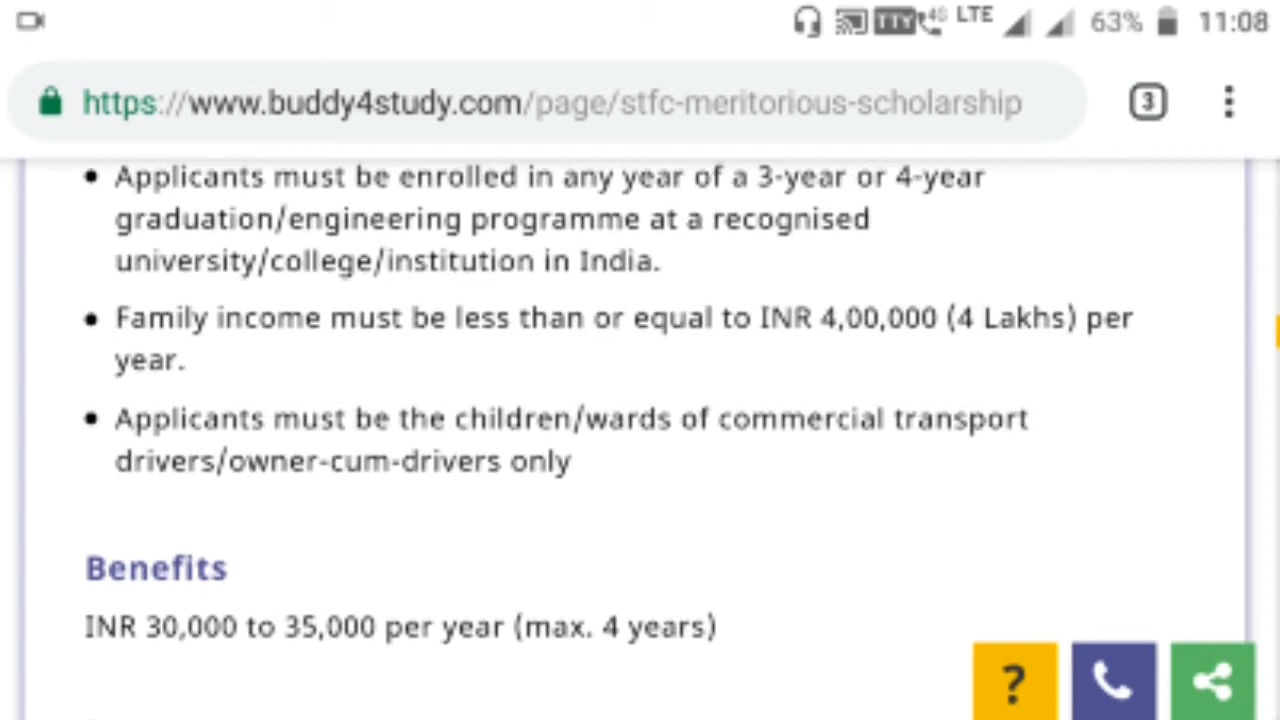 TTY 4G LTE 63% 11:08
https://www.buddy4study.com/page/stfc-meritorious-scholarship 3
• Applicants must be enrolled in any year of a 3-year or 4-year
graduation/engineering programme at a recognised
university/college/institution in India.
• Family income must be less than or equal to INR 4,00,000 (4 Lakhs) per
year.
• Applicants must be the children/wards of commercial transport
drivers/owner-cum-drivers only
Benefits
INR 30,000 to 35,000 per year (max. 4 years)
?